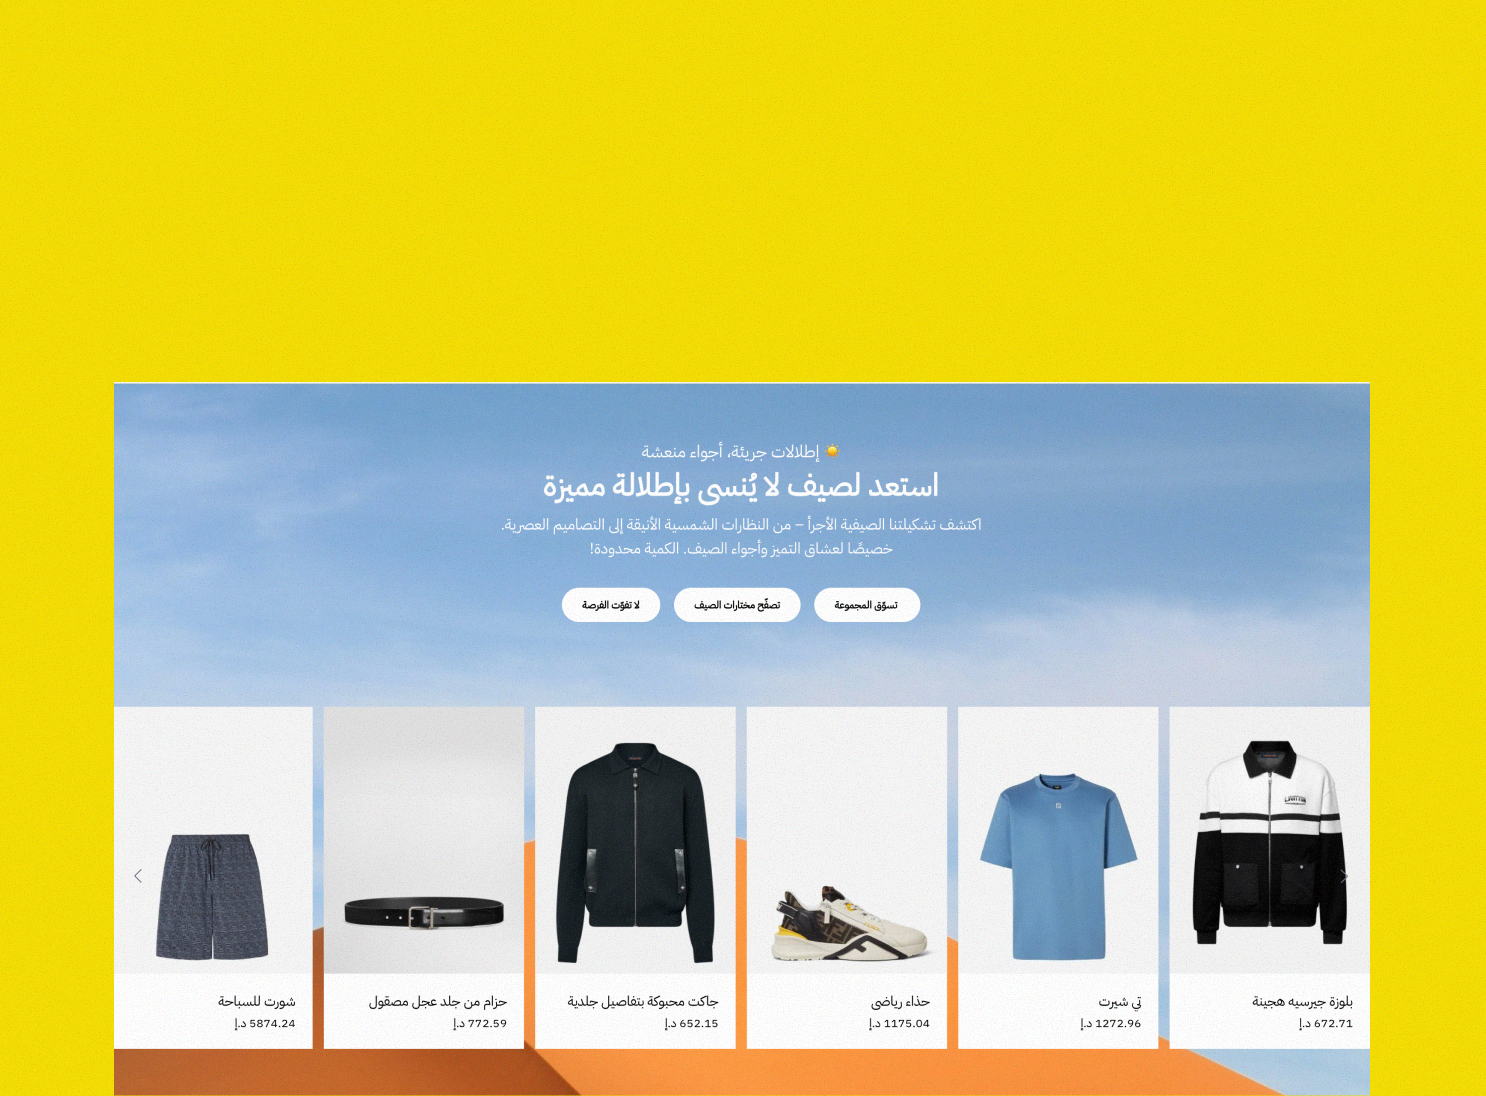 ☀️ إطلالات جريئة، أجواء منعشة
استعد لصيف لا يُنسى بإطلالة مميزة
اكتشف تشكيلتنا الصيفية الأجرأ – من النظارات الشمسية الأنيقة إلى التصاميم العصرية.
خصيصًا لعشاق التميز وأجواء الصيف. الكمية محدودة!
تسوّق المجموعة
تصفّح مختارات الصيف
لا تفوّت الفرصة
بلوزة جيرسيه هجينة
672.71 د.إ
تي شيرت
1272.96 د.إ
حذاء رياضي
1175.04 د.إ
جاكت محبوكة بتفاصيل جلدية
652.15 د.إ
حزام من جلد عجل مصقول
772.59 د.إ
شورت للسباحة
5874.24 د.إ